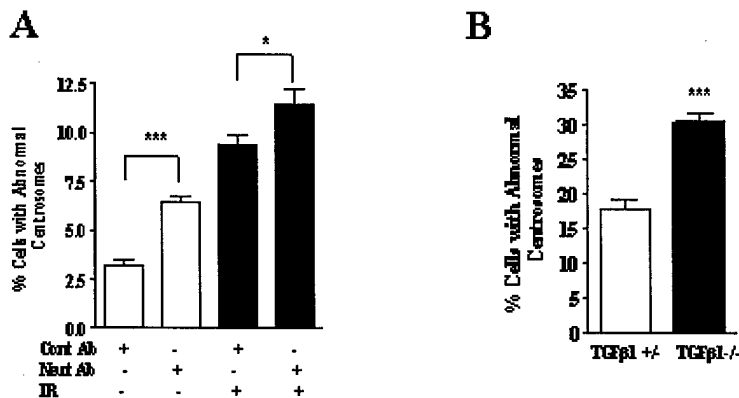 A
*
***
12.5
10.0
7.5
5.0
2.5
0.0
% Cells with Abnormal
Centrosomes
Cont Ab + - + -
Neut Ab - + - +
IR - - + +
B
***
35
30
25
20
15
10
5
0
% Cells with Abnormal
Centrosomes
TGFβ1 +/- TGFβ1-/-